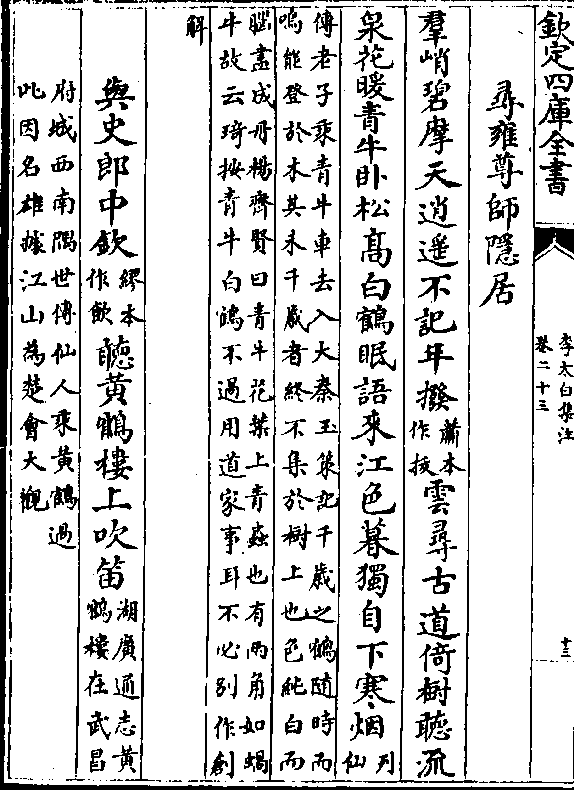 欽定四庫全書
李太白集注
卷二十三
十三
尋雍尊師隱居
羣峭碧摩天逍遥不記年撥
蕭本
作技
雲尋古道倚樹聽流
泉花暖青牛卧松髙白鶴眠語來江色暮獨自下寒烟
列
仙
傳老子乗青牛車去入大秦玉策記千歲之鶴隨時而
鳴能登於木其未千歲者終不集於樹上也色純白而
腦盡成丹楊齊賢曰青牛花葉上青蟲也有兩角如蝸
牛故云琦按青牛白鶴不過用道家事耳不必别作創
解
與史郎中欽
繆本
作飲
聽黄鶴樓上吹笛
湖廣通志黄
鶴樓在武昌
府城西南隅世傳仙人乗黄鶴過
此因名雄據江山為楚會大觀